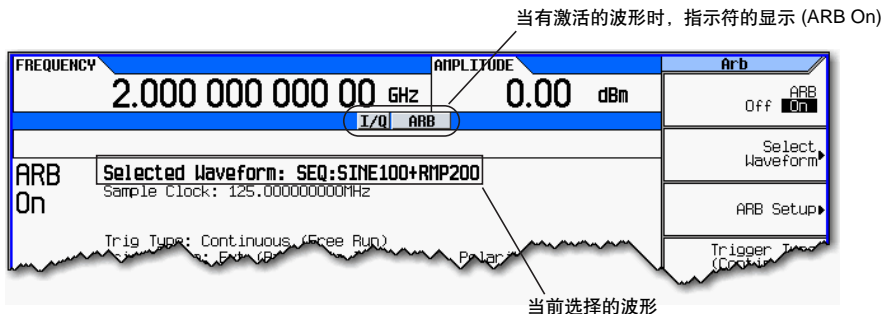 当有激活的波形时，指示符的显示 (ARB On)
FREQUENCY AMPLITUDE Arb
2.000 000 000 00 GHz 0.00 dBm
ARB
Off On
I/Q ARB
Select
Waveform
ARB
On
Selected Waveform: SEQ:SINE100+RMP200
Sample Clock: 125.000000000MHz
ARB Setup
Trig Type: Continuous (Free Run)
Trigger Type
当前选择的波形